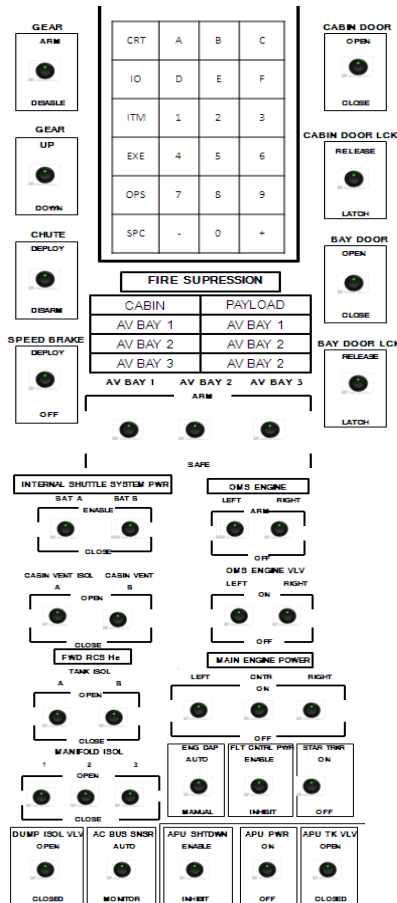 GEAR
ARM
DISABLE
GEAR
UP
DOWN
CHUTE
DEPLOY
DISARM
SPEED BRAKE
DEPLOY
OFF
CRT A B C
IO D E F
ITM 1 2 3
EXE 4 5 6
OPS 7 8 9
SPC - 0 +
CABIN DOOR
OPEN
CLOSE
CABIN DOOR LCK
RELEASE
LATCH
BAY DOOR
OPEN
CLOSE
BAY DOOR LCK
RELEASE
LATCH
FIRE SUPRESSION
CABIN PAYLOAD
AV BAY 1 AV BAY 1
AV BAY 2 AV BAY 2
AV BAY 3 AV BAY 2
AV BAY 1 AV BAY 2 AV BAY 3
ARM
SAFE
INTERNAL SHUTTLE SYSTEM PWR
BAT A BAT B
ENABLE
CLOSE
CABIN VENT ISOL CABIN VENT
A B
OPEN
CLOSE
FWD RCS He
TANK ISOL
A B
OPEN
CLOSE
MANIFOLD ISOL
1 2 3
OPEN
CLOSE
OMS ENGINE
LEFT RIGHT
ARM
OFF
OMS ENGINE VLV
LEFT RIGHT
ON
OFF
MAIN ENGINE POWER
LEFT CNTR RIGHT
ON
OFF
ENG DAP FLT CNTRL PWR STAR TRKR
AUTO ENABLE ON
MANUAL INHIBIT OFF
DUMP ISOL VLV AC BUS SNSR APU SHTDWN APU PWR APU TK VLV
OPEN AUTO ENABLE ON OPEN
CLOSED MONITOR INHIBIT OFF CLOSED